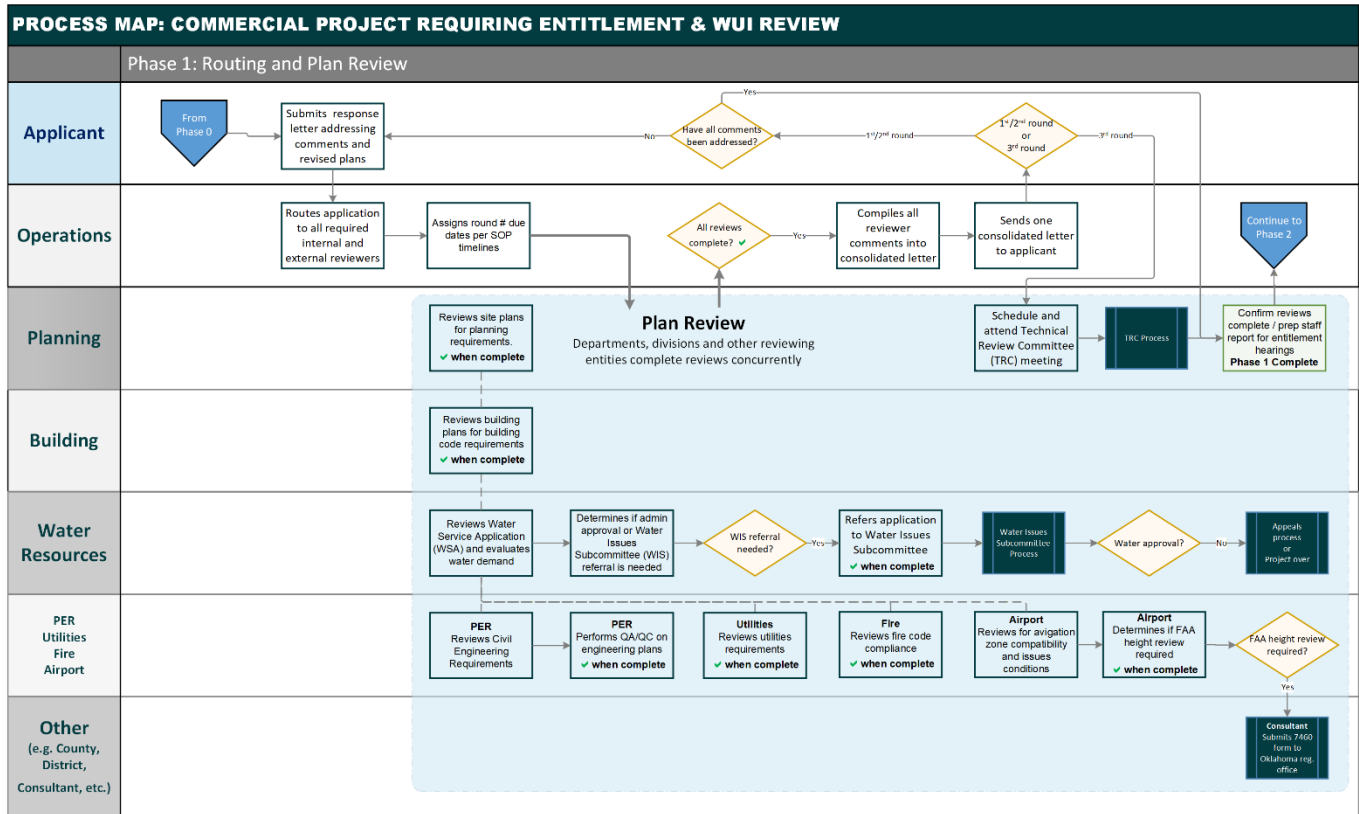 PROCESS MAP: COMMERCIAL PROJECT REQUIRING ENTITLEMENT & WUI REVIEW
Phase 1: Routing and Plan Review
Applicant
From
Phase 0
Submits response
letter addressing
comments and
revised plans
No
Have all comments
been addressed?
Yes
1st/2nd round
1st/2nd round
or
3rd round
3rd round
Operations
Routes application
to all required
internal and
external reviewers
Assigns round # due
dates per SOP
timelines
All reviews
complete? ✓
Yes
Compiles all
reviewer
comments into
consolidated letter
Sends one
consolidated letter
to applicant
Continue to
Phase 2
Planning
Reviews site plans
for planning
requirements.
✓ when complete
Plan Review
Departments, divisions and other reviewing
entities complete reviews concurrently
Schedule and
attend Technical
Review Committee
(TRC) meeting
TRC Process
Confirm reviews
complete / prep staff
report for entitlement
hearings
Phase 1 Complete
Building
Reviews building
plans for building
code requirements
✓ when complete
Water
Resources
Reviews Water
Service Application
(WSA) and evaluates
water demand
Determines if admin
approval or Water
Issues
Subcommittee (WIS)
referral is needed
WIS referral
needed?
Yes
Refers application
to Water Issues
Subcommittee
✓ when complete
Water Issues
Subcommittee
Process
Water approval?
No
Appeals
process
or
Project over
PER
Utilities
Fire
Airport
PER
Reviews Civil
Engineering
Requirements
PER
Performs QA/QC on
engineering plans
✓ when complete
Utilities
Reviews utilities
requirements
✓ when complete
Fire
Reviews fire code
compliance
✓ when complete
Airport
Reviews for avigation
zone compatibility
and issues
conditions
Airport
Determines if FAA
height review
required
✓ when complete
FAA height review
required?
Yes
Other
(e.g. County,
District,
Consultant, etc.)
Consultant
Submits 7460
form to
Oklahoma reg.
office